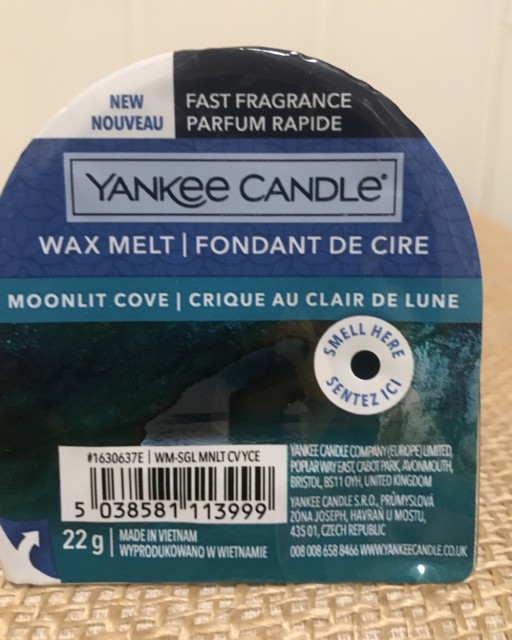 NEW
NOUVEAU
FAST FRAGRANCE
PARFUM RAPIDE
YANKEE CANDLE®
WAX MELT | FONDANT DE CIRE
MOONLIT COVE | CRIQUE AU CLAIR DE LUNE
SMELL HERE
SENTEZ ICI
#1630637E | WM-SGL MNLT CV YCE
5 038581 113999
22 g
MADE IN VIETNAM
WYPRODUKOWANO W WIETNAMIE
YANKEE CANDLE COMPANY (EUROPE) LIMITED,
POPLAR WAY EAST, CABOT PARK, AVONMOUTH,
BRISTOL, BS11 0YH, UNITED KINGDOM
YANKEE CANDLE S.R.O., PRŮMYSLOVÁ
ZÓNA JOSEPH, HAVRAŇ U MOSTU,
435 01, CZECH REPUBLIC
008 008 658 8466 WWW.YANKEECANDLE.CO.UK